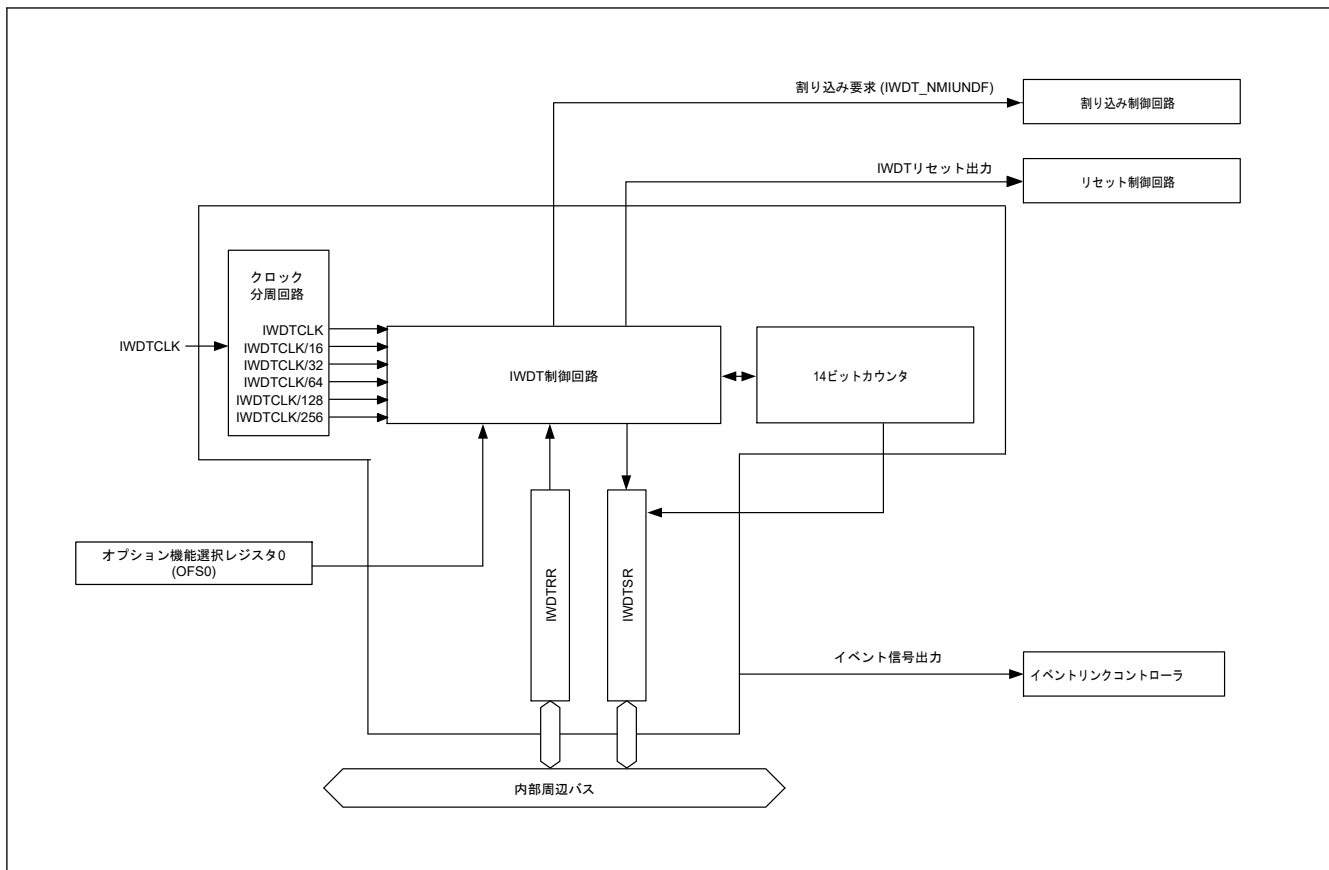 割り込み要求 (IWDT_NMIUNDF)
割り込み制御回路
IWDTリセット出力
リセット制御回路
クロック
分周回路
IWDTCLK
IWDTCLK
IWDTCLK/16
IWDTCLK/32
IWDTCLK/64
IWDTCLK/128
IWDTCLK/256
IWDT制御回路
14ビットカウンタ
オプション機能選択レジスタ0
(OFS0)
IWDTRR
IWDTSR
イベント信号出力
イベントリンクコントローラ
内部周辺バス